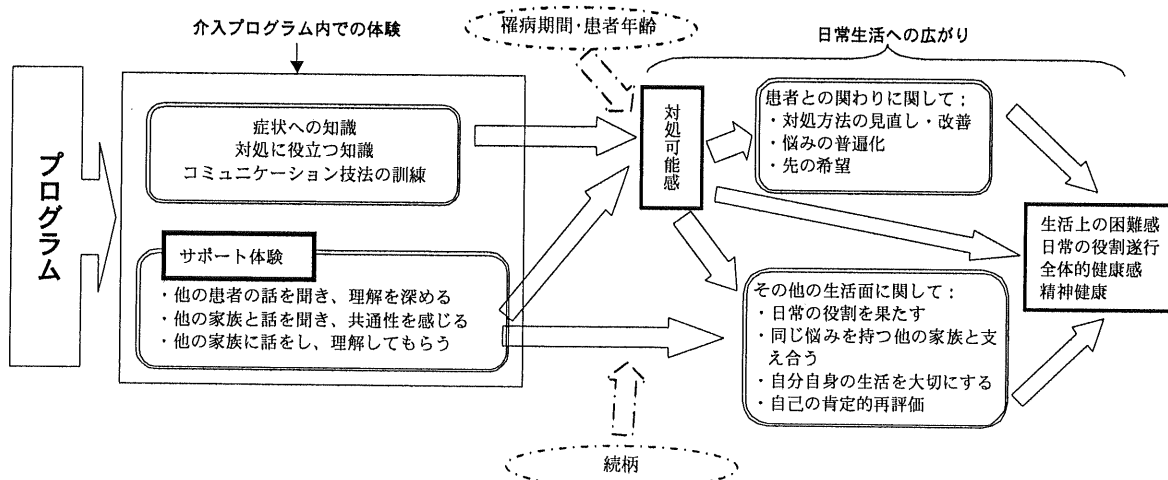 介入プログラム内での体験
罹病期間・患者年齢
日常生活への広がり
プログラム
症状への知識
対処に役立つ知識
コミュニケーション技法の訓練
サポート体験
・他の患者の話を聞き、理解を深める
・他の家族と話を聞き、共通性を感じる
・他の家族に話をし、理解してもらう
対処可能感
患者との関わりに関して；
・対処方法の見直し・改善
・悩みの普遍化
・先の希望
その他の生活面に関して；
・日常の役割を果たす
・同じ悩みを持つ他の家族と支
え合う
・自分自身の生活を大切にする
・自己の肯定的再評価
生活上の困難感
日常の役割遂行
全体的健康感
精神健康
続柄